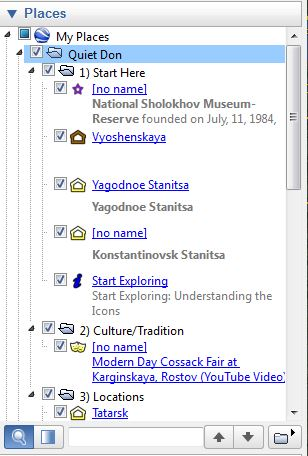 Places
My Places
Quiet Don
1) Start Here
[no name]
National Sholokhov Museum-
Reserve founded on July, 11, 1984,
Vyoshenskaya
Yagodnoe Stanitsa
Yagodnoe Stanitsa
[no name]
Konstantinovsk Stanitsa
Start Exploring
Start Exploring: Understanding the
Icons
2) Culture/Tradition
[no name]
Modern Day Cossack Fair at
Karginskaya, Rostov (YouTube Video)
3) Locations
Tatarsk